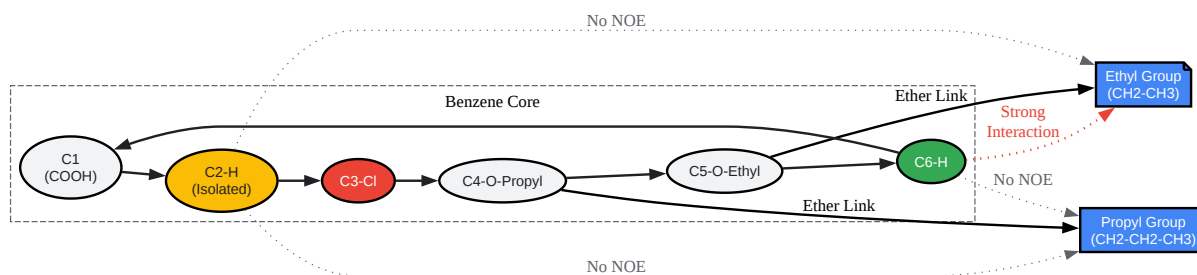 No NOE
Ethyl Group
(CH2-CH3)
Benzene Core
Ether Link
Strong
Interaction
C1
(COOH)
C2-H
(Isolated)
C3-Cl
C4-O-Propyl
C5-O-Ethyl
C6-H
No NOE
Ether Link
Propyl Group
(CH2-CH2-CH3)
No NOE